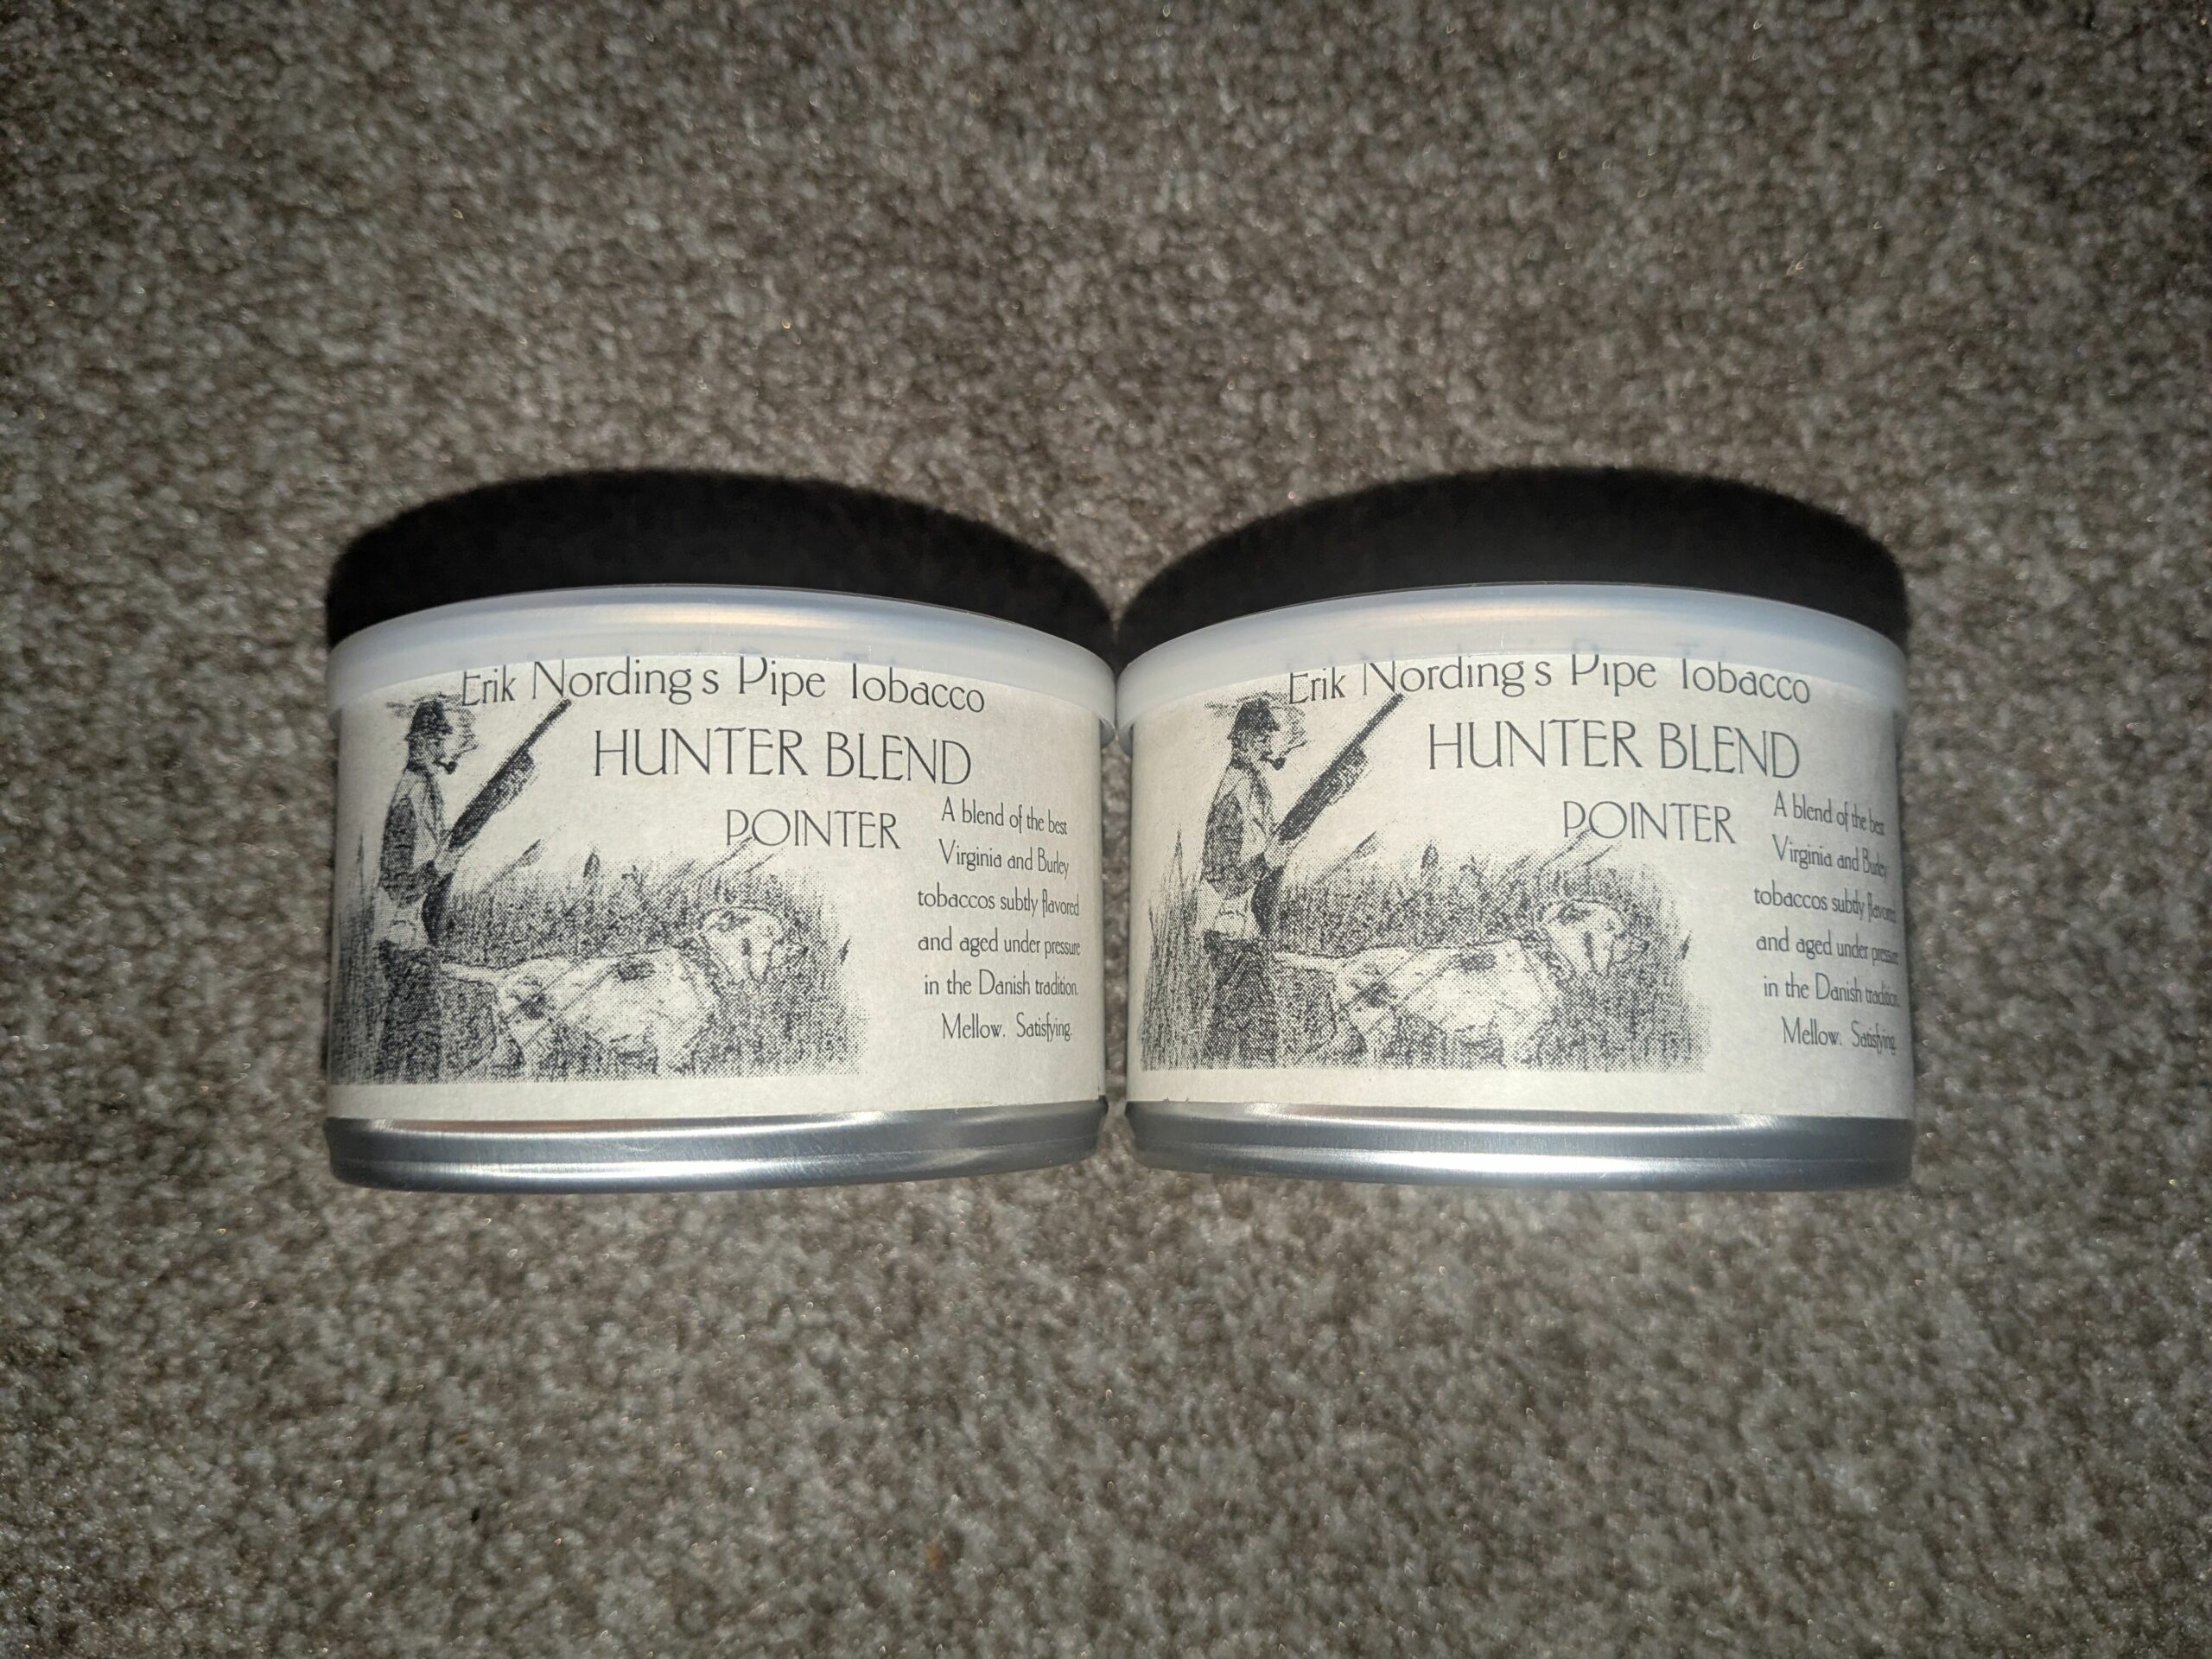 Erik Nording's Pipe Tobacco
HUNTER BLEND
POINTER
A blend of the best
Virginia and Burley
tobaccos subtly flavored
and aged under pressure
in the Danish tradition.
Mellow. Satisfying.
Erik Nording's Pipe Tobacco
HUNTER BLEND
POINTER
A blend of the best
Virginia and Burley
tobaccos subtly flavored
and aged under pressure
in the Danish tradition.
Mellow. Satisfying.